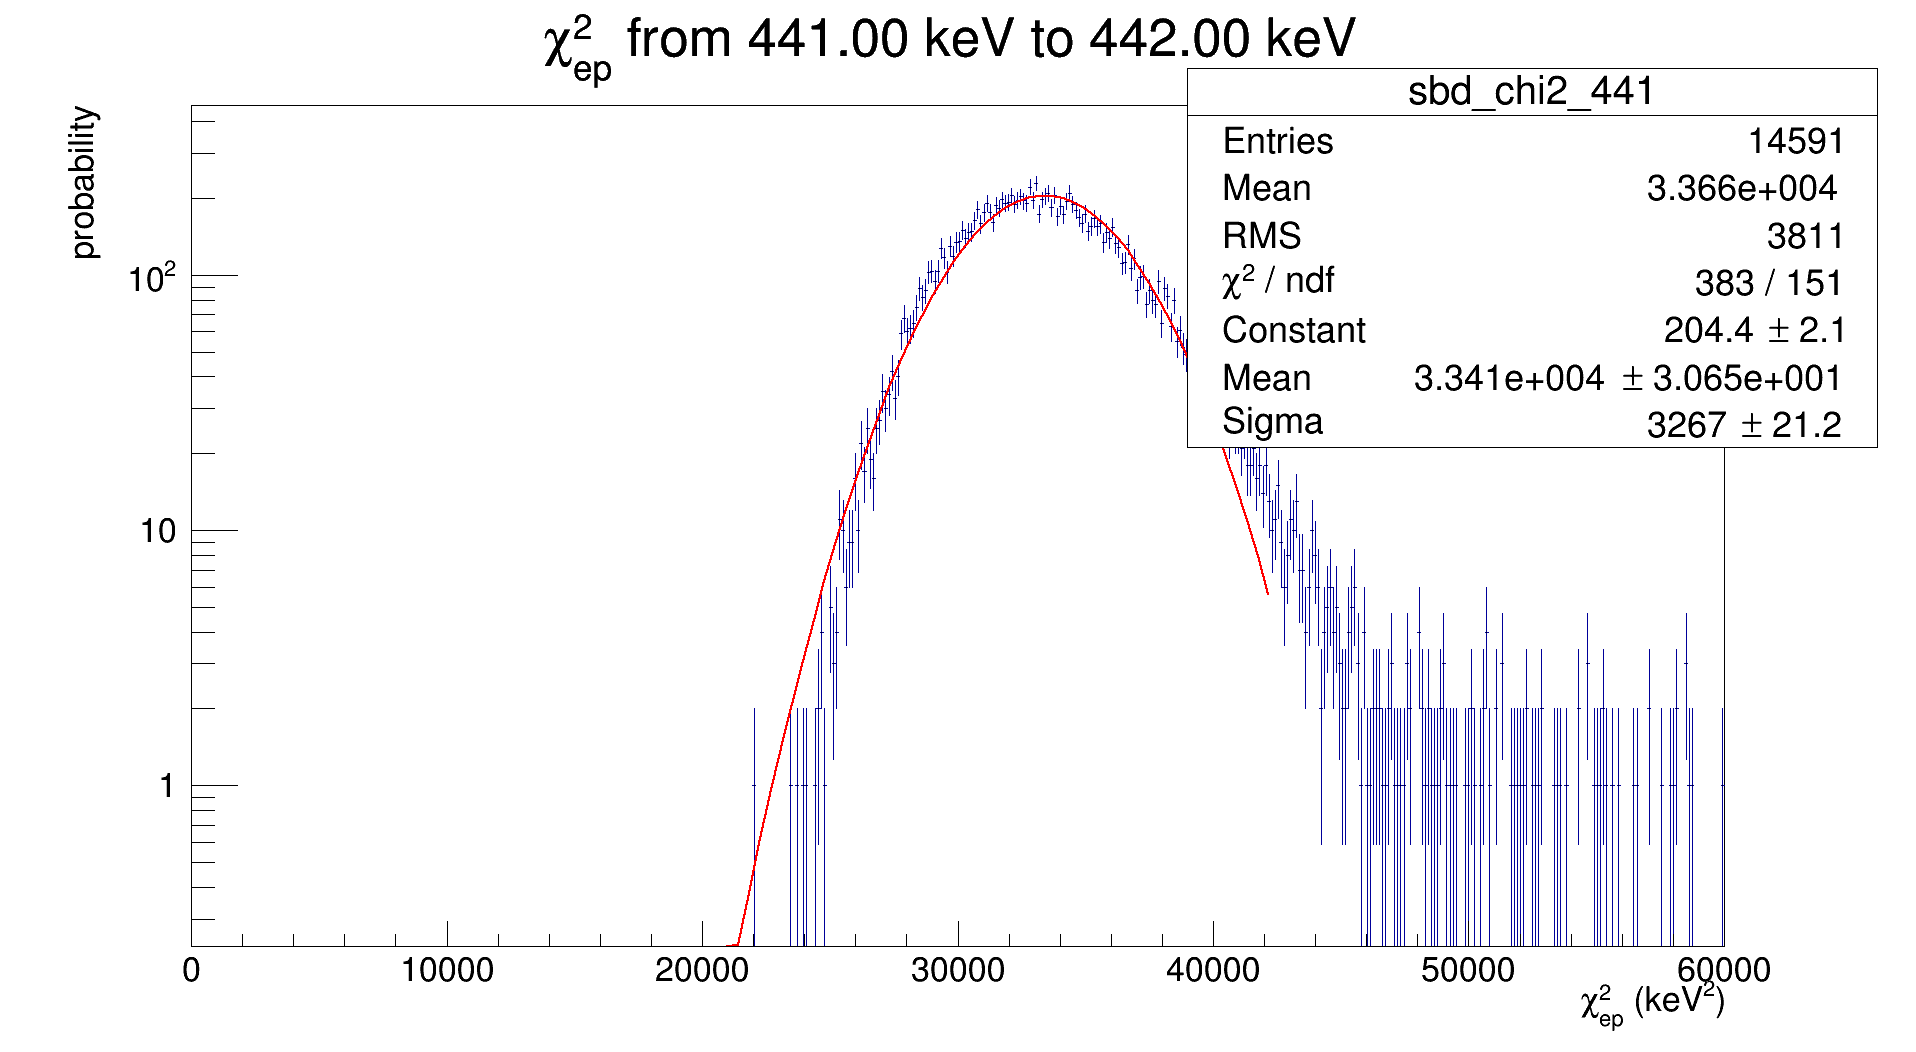 χ²ep from 441.00 keV to 442.00 keV
probability
sbd_chi2_441
Entries 14591
Mean 3.366e+004
RMS 3811
χ² / ndf 383 / 151
Constant 204.4 ± 2.1
Mean 3.341e+004 ± 3.065e+001
Sigma 3267 ± 21.2
10²
10
1
0 10000 20000 30000 40000 50000 60000
χ²ep (keV²)